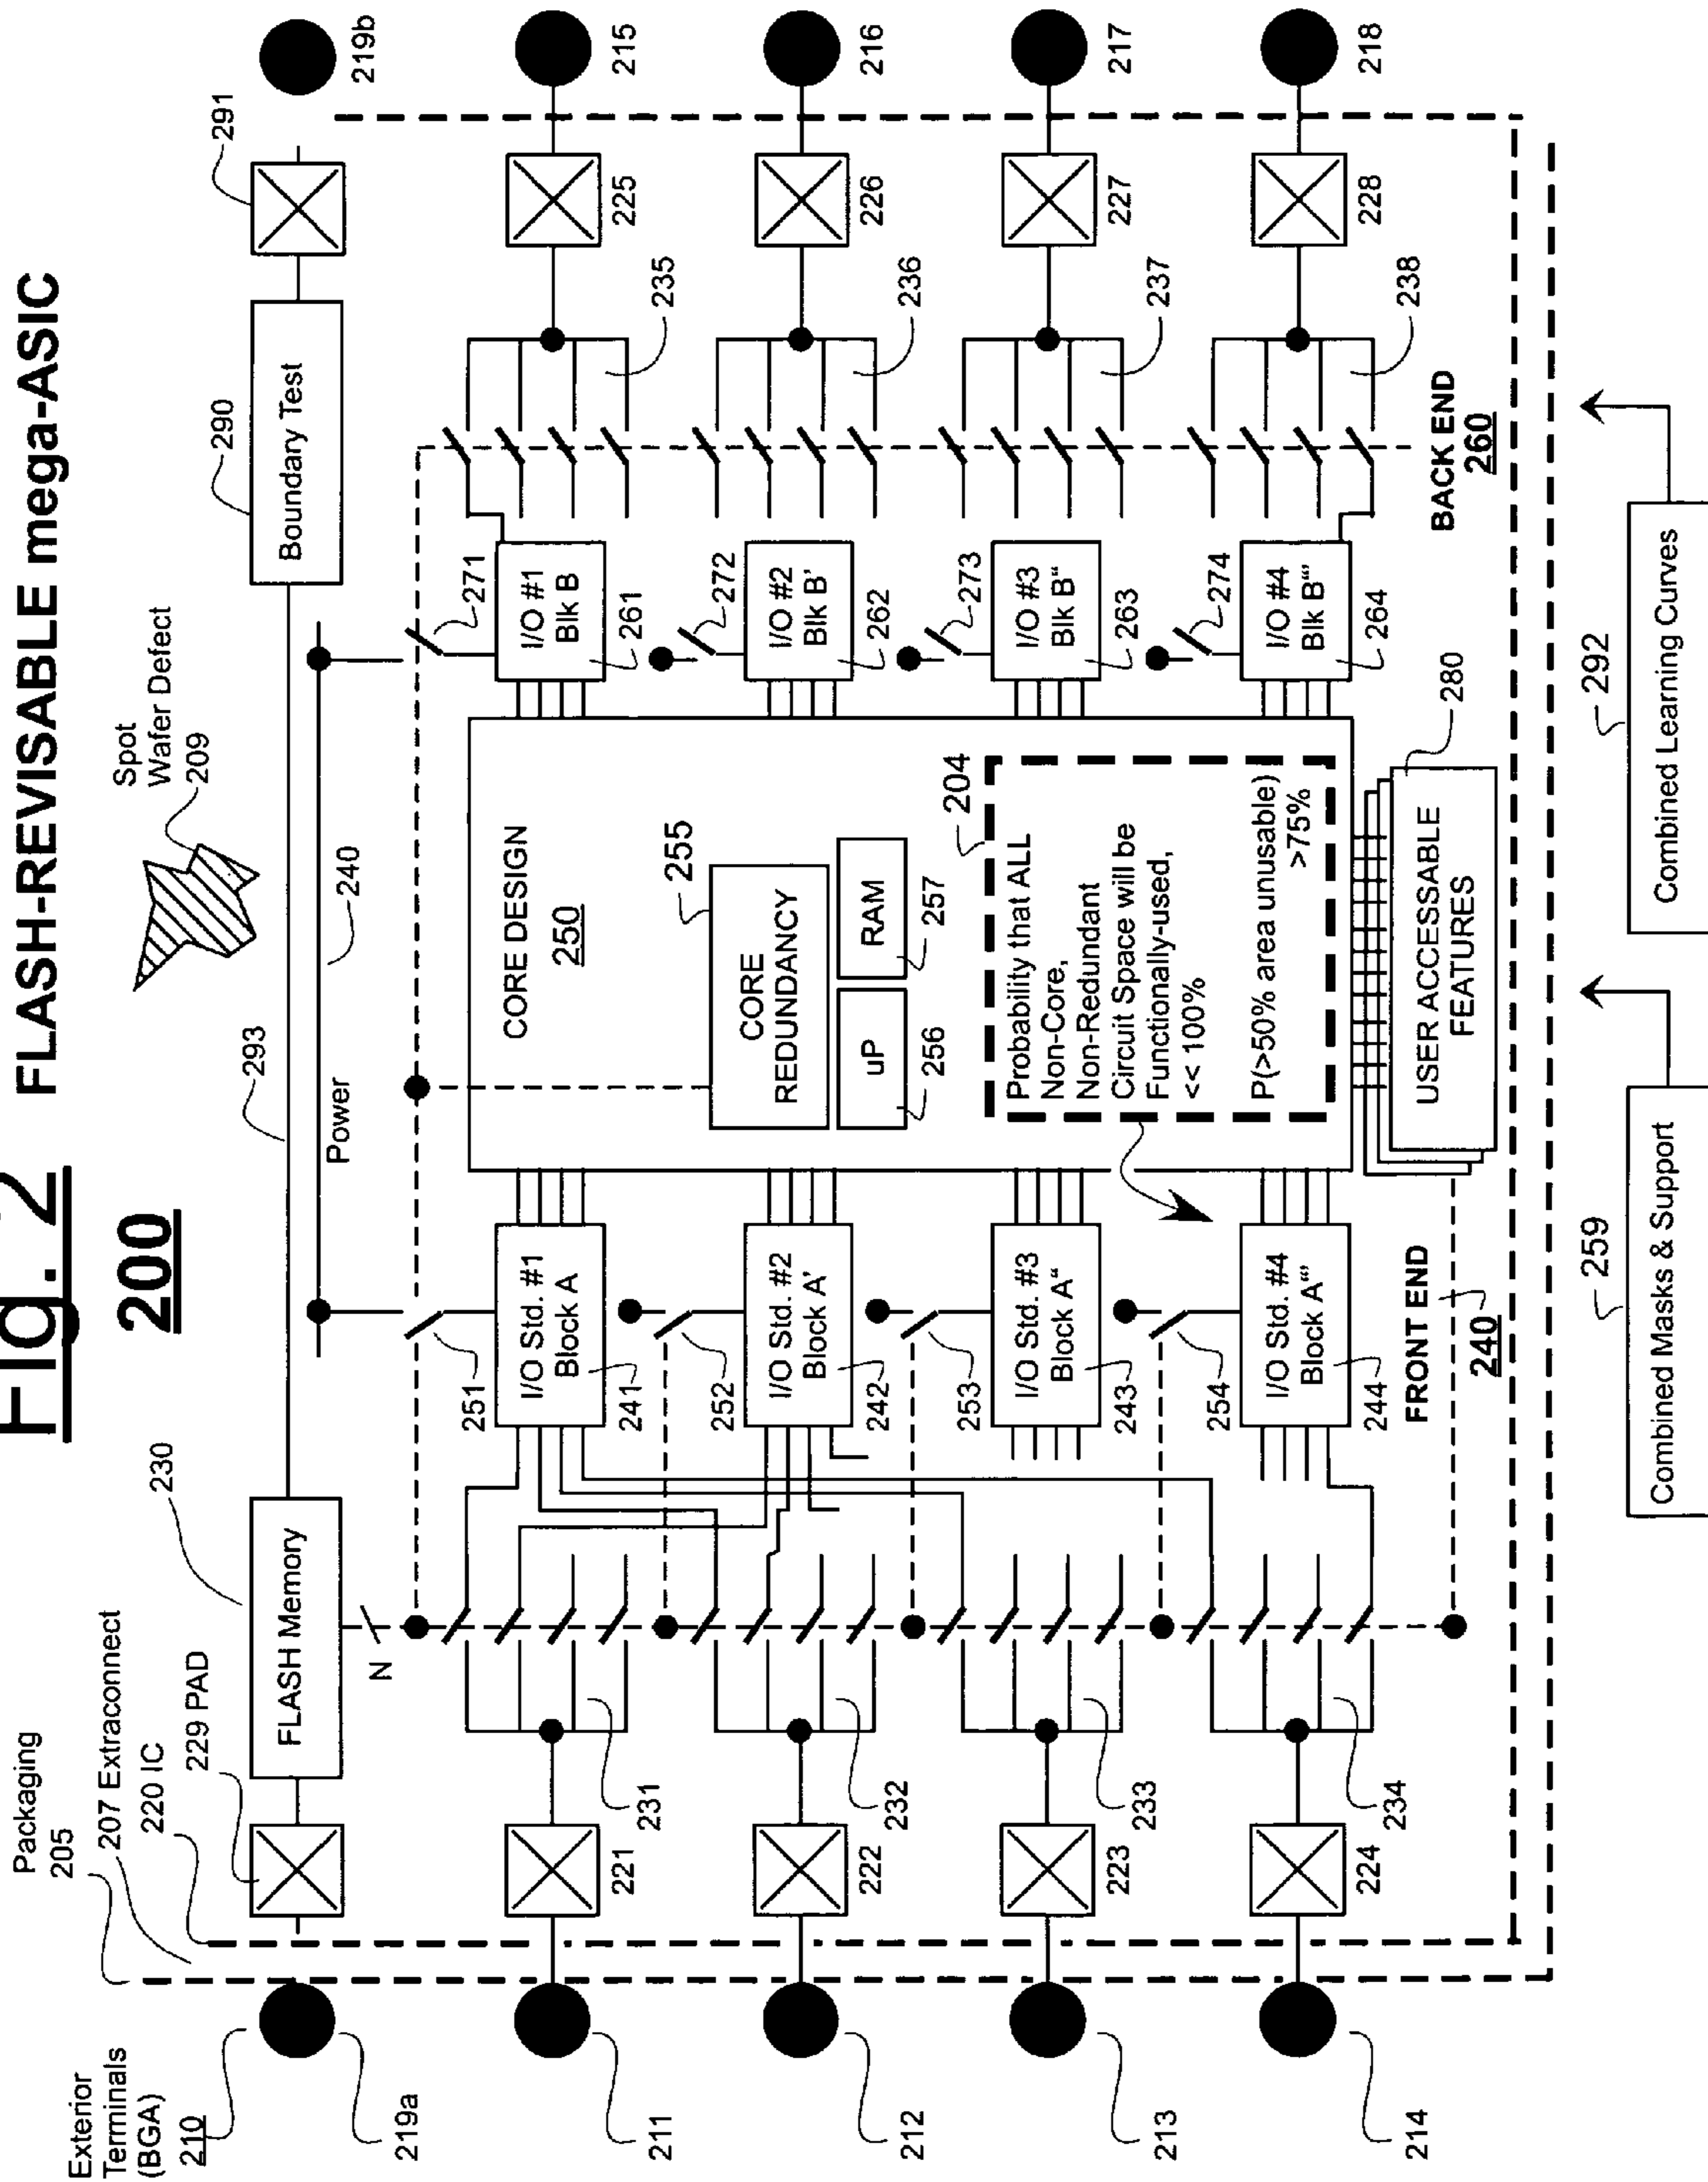 Fig. 2
FLASH-REVISABLE mega-ASIC
200
Packaging
205
207 Extraconnect
220 IC
229 PAD
230
293
240
Spot
Wafer Defect
209
290
291
Exterior
Terminals
(BGA)
210
219a
FLASH Memory
Power
Boundary Test
219b
N
211
221
231
251
I/O Std. #1
Block A
241
CORE DESIGN
250
271
I/O #1
Blk B
261
235
225
215
212
222
232
252
I/O Std. #2
Block A'
242
CORE
REDUNDANCY
255
uP
256
RAM
257
272
I/O #2
Blk B'
262
236
226
216
213
223
233
253
I/O Std. #3
Block A"
243
204
Probability that ALL
Non-Core,
Non-Redundant
Circuit Space will be
Functionally-used,
<< 100%
P(>50% area unusable)
>75%
273
I/O #3
Blk B"
263
237
227
217
214
224
234
254
I/O Std. #4
Block A"'
244
274
I/O #4
Blk B"'
264
238
228
218
FRONT END
240
USER ACCESSABLE
FEATURES
280
BACK END
260
259
Combined Masks & Support
292
Combined Learning Curves